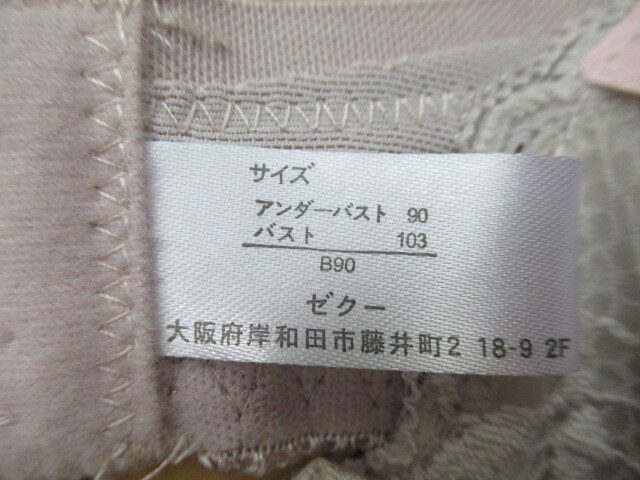 サイズ
アンダーバスト 90
バスト 103
B90
ゼクー
大阪府岸和田市藤井町2 18-9 2F